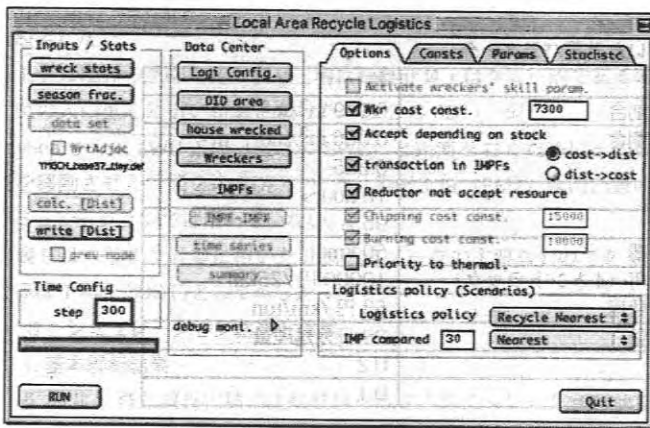 Local Area Recycle Logistics
Inputs / Stats
wreck stats
season frac.
data set
WrtAdjac
calc. [Dist]
write [Dist]
prev mode
Time Config
step 300
RUN
Data Center
Logi Config.
DID area
house wrecked
Wreckers
IMPFs
IMPF-IMPF
time series
summary
debug moni.
Options Consts Params Stochstc
Activate wreckers' skill param.
Wkr cost const. 7300
Accept depending on stock
transaction in IMPFs
cost->dist
dist->cost
Reductor not accept resource
Chipping cost const. 15000
Burning cost const. 18000
Priority to thermal.
Logistics policy (Scenarios)
Logistics policy Recycle Nearest
IMP compared 30 Nearest
Quit